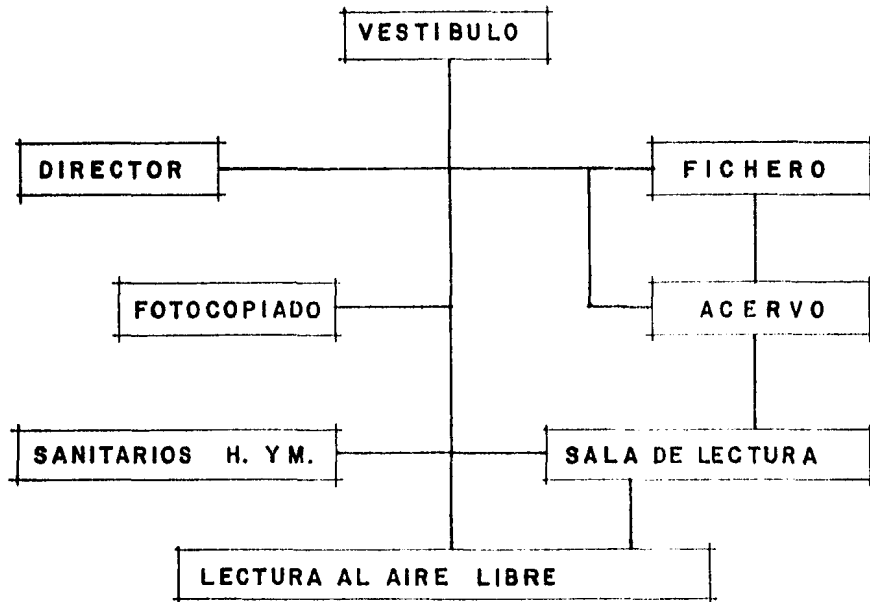 VESTIBULO
DIRECTOR
FICHERO
FOTOCOPIADO
ACERVO
SANITARIOS H. Y M.
SALA DE LECTURA
LECTURA AL AIRE LIBRE